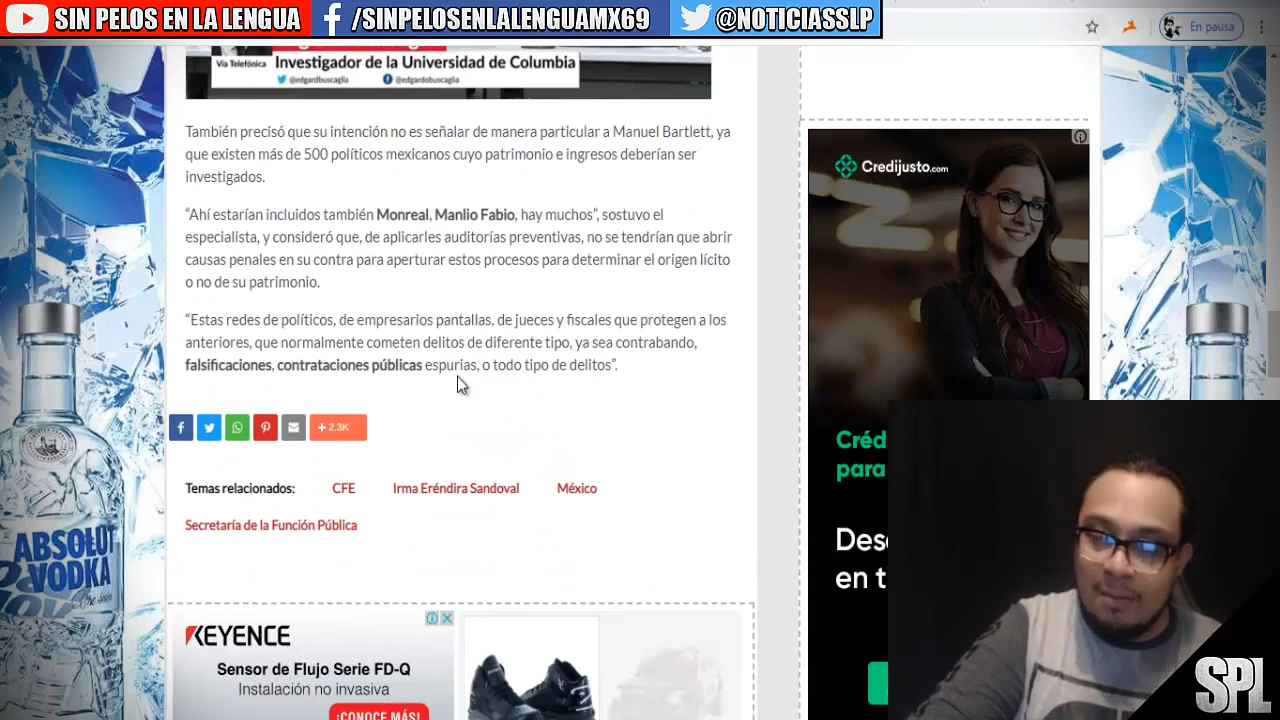 SIN PELOS EN LA LENGUA
/SINPELOSENLALENGUAMX69
@NOTICIASSLP
En pausa
Vía Telefónica
Investigador de la Universidad de Columbia
@edgardobuscaglia
@edgardobuscaglia
También precisó que su intención no es señalar de manera particular a Manuel Bartlett, ya
que existen más de 500 políticos mexicanos cuyo patrimonio e ingresos deberían ser
investigados.
“Ahí estarían incluidos también Monreal, Manlio Fabio, hay muchos”, sostuvo el
especialista, y consideró que, de aplicarles auditorías preventivas, no se tendrían que abrir
causas penales en su contra para aperturar estos procesos para determinar el origen lícito
o no de su patrimonio.
“Estas redes de políticos, de empresarios pantallas, de jueces y fiscales que protegen a los
anteriores, que normalmente cometen delitos de diferente tipo, ya sea contrabando,
falsificaciones, contrataciones públicas espurias, o todo tipo de delitos”.
2.3K
Temas relacionados:
CFE
Irma Eréndira Sandoval
México
Secretaría de la Función Pública
KEYENCE
Sensor de Flujo Serie FD-Q
Instalación no invasiva
¡CONOCE MÁS!
Credijusto.com
Créd
para
Des
en t
ABSOLUT
VODKA
ABSOL
VOD
SPL